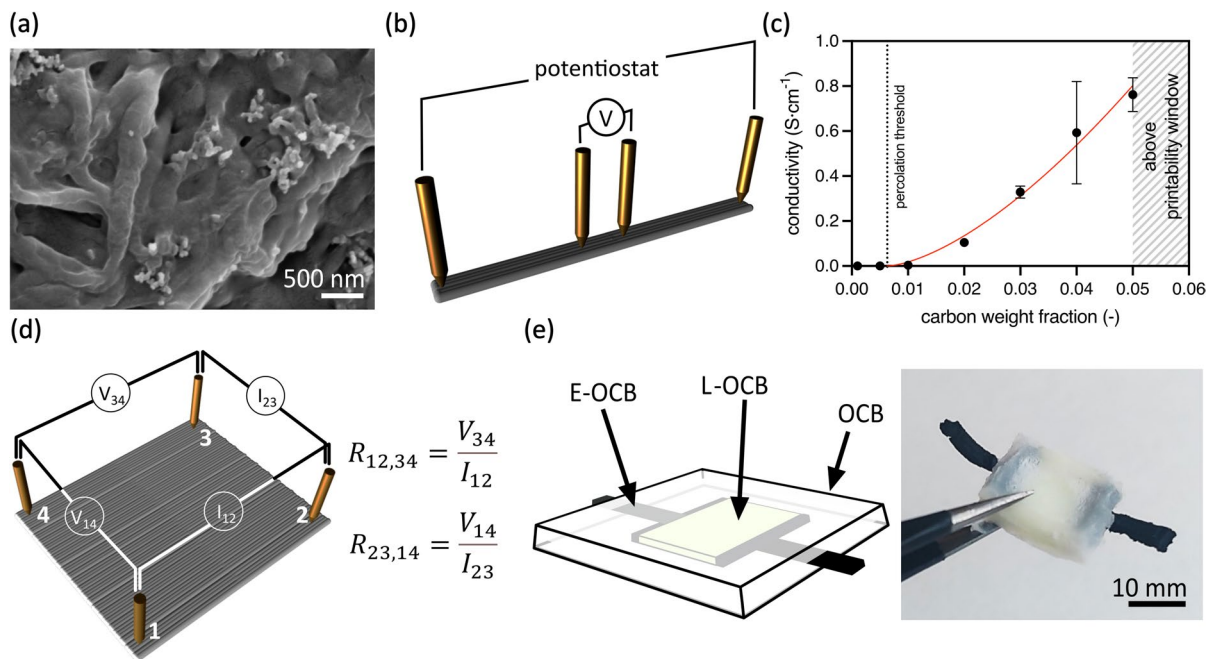 (a)
500 nm
(b)
potentiostat
V
(c)
conductivity (S·cm⁻¹)
1.0
0.8
0.6
0.4
0.2
0.0
percolation threshold
above
printability window
0.00 0.01 0.02 0.03 0.04 0.05 0.06
carbon weight fraction (-)
(d)
V₃₄
I₂₃
3
4
2
V₁₄
I₁₂
1
R₁₂,₃₄ = V₃₄ / I₁₂
R₂₃,₁₄ = V₁₄ / I₂₃
(e)
E-OCB
L-OCB
OCB
10 mm